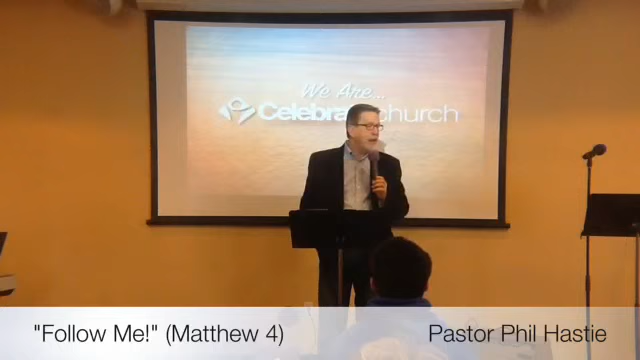 We Are ..
Celebra church
"Follow Me!" (Matthew 4)
Pastor Phil Hastie